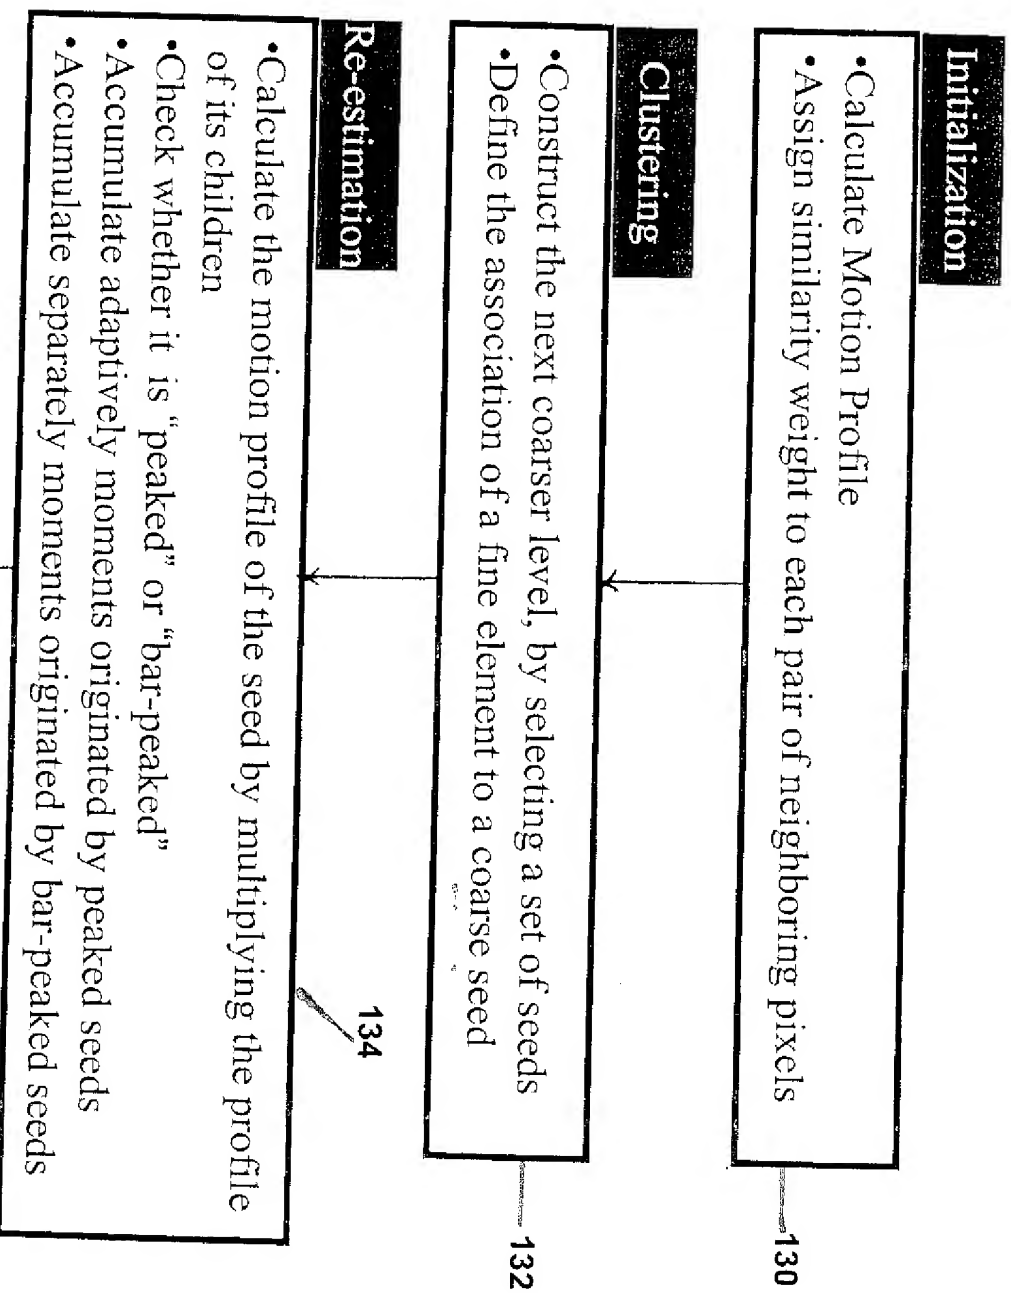 Initialization
•Calculate Motion Profile
•Assign similarity weight to each pair of neighboring pixels
130
Clustering
•Construct the next coarser level, by selecting a set of seeds
•Define the association of a fine element to a coarse seed
132
Re-estimation
•Calculate the motion profile of the seed by multiplying the profile
of its children
•Check whether it is “peaked” or “bar-peaked”
•Accumulate adaptively moments originated by peaked seeds
•Accumulate separately moments originated by bar-peaked seeds
134